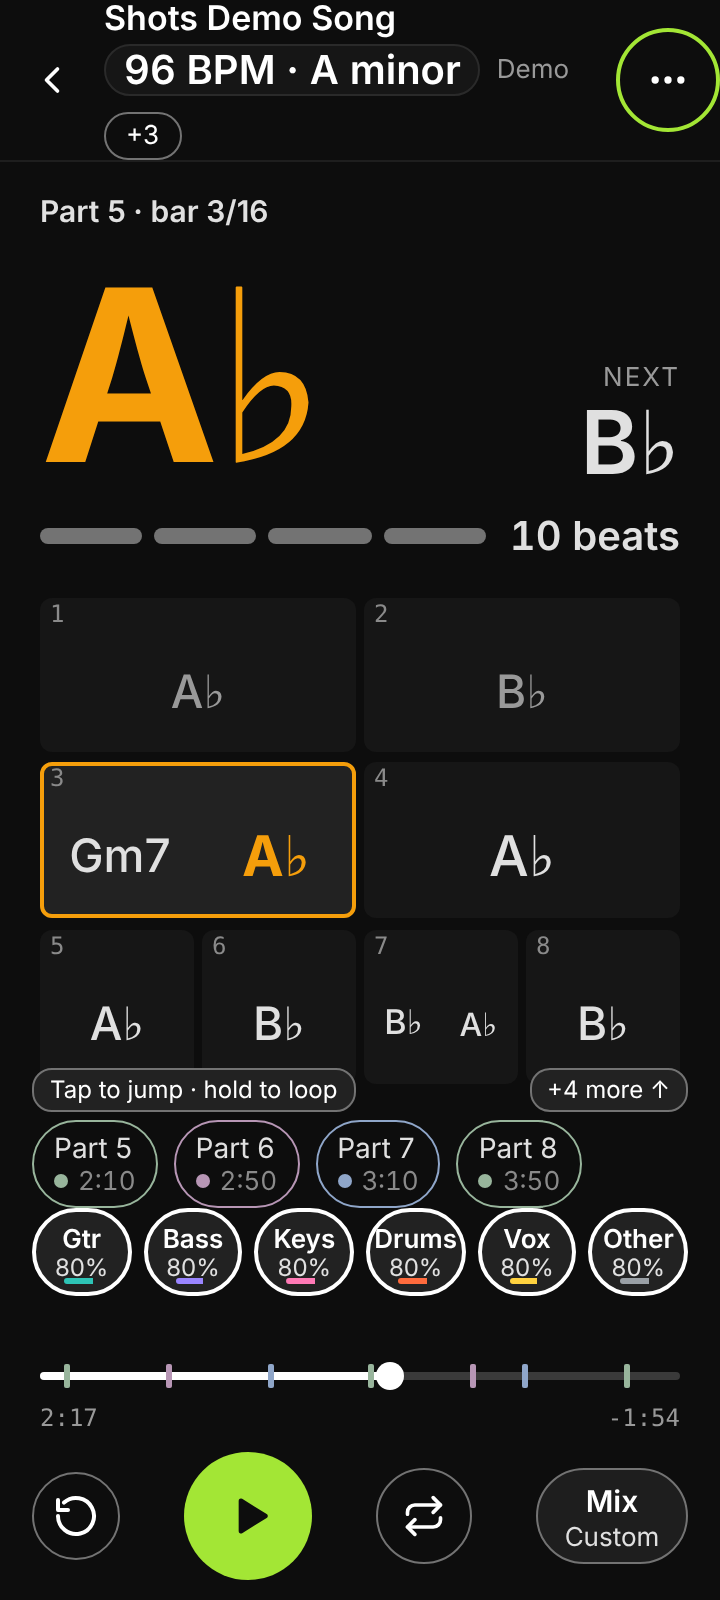 Shots Demo Song
96 BPM · A minor Demo
+3
Part 5 · bar 3/16
A♭
NEXT
B♭
10 beats
1 2
A♭ B♭
3 4
Gm7 A♭ A♭
5 6 7 8
A♭ B♭ B♭ A♭ B♭
Tap to jump · hold to loop +4 more ↑
Part 5 Part 6 Part 7 Part 8
2:10 2:50 3:10 3:50
Gtr Bass Keys Drums Vox Other
80% 80% 80% 80% 80% 80%
2:17 -1:54
Mix
Custom